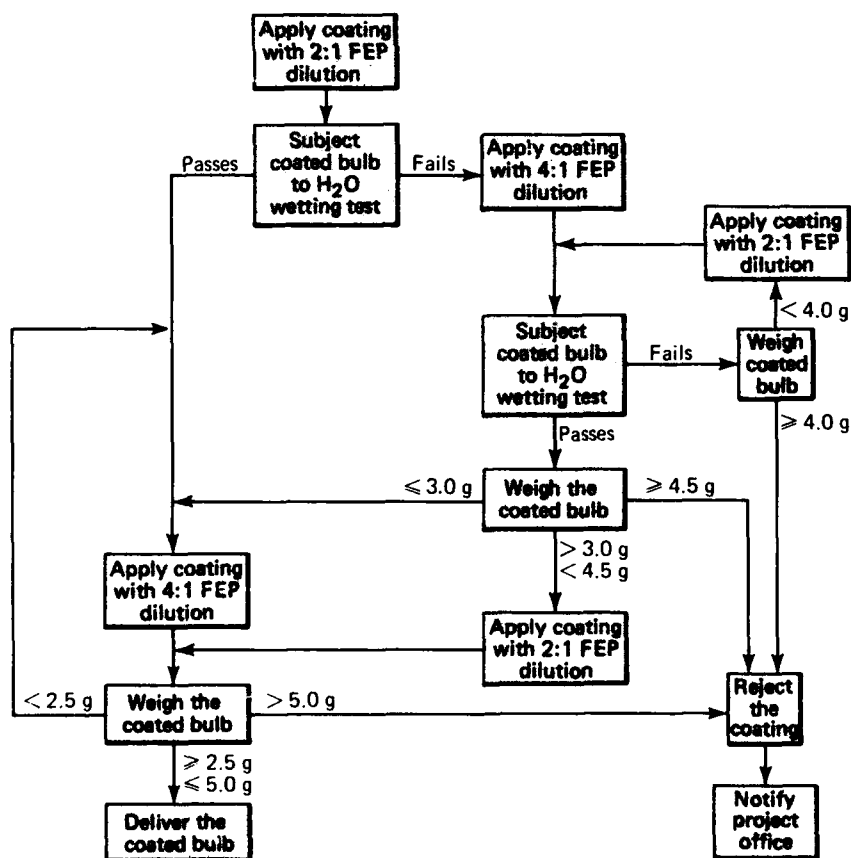 Apply coating
with 2:1 FEP
dilution
Passes
Subject
coated bulb
to H₂O
wetting test
Fails
Apply coating
with 4:1 FEP
dilution
Apply coating
with 2:1 FEP
dilution
< 4.0 g
Subject
coated bulb
to H₂O
wetting test
Fails
Weigh
coated
bulb
≥ 4.0 g
Passes
≤ 3.0 g
Weigh the
coated bulb
≥ 4.5 g
> 3.0 g
< 4.5 g
Apply coating
with 4:1 FEP
dilution
Apply coating
with 2:1 FEP
dilution
< 2.5 g
Weigh the
coated bulb
> 5.0 g
Reject
the
coating
≥ 2.5 g
≤ 5.0 g
Deliver the
coated bulb
Notify
project
office